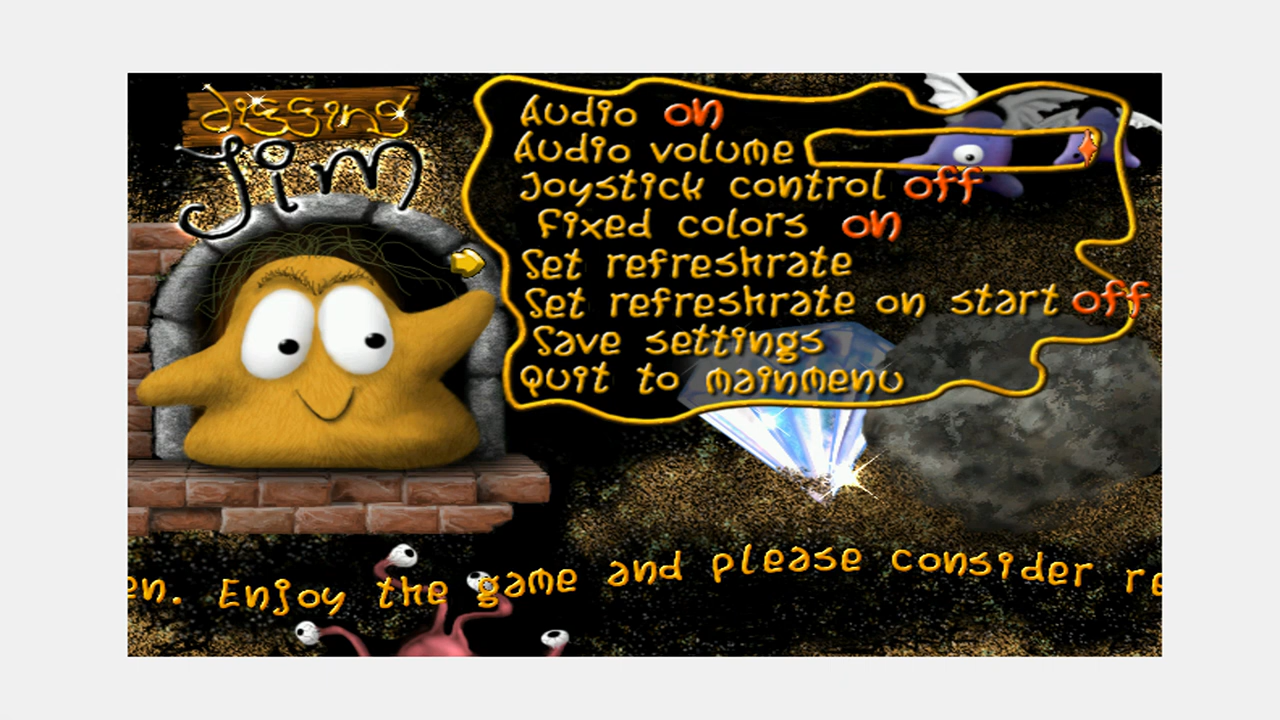 Digging
Jim
Audio on
Audio volume
Joystick control off
Fixed colors on
Set refreshrate
Set refreshrate on start off
Save settings
Quit to mainmenu
en. Enjoy the game and please consider re